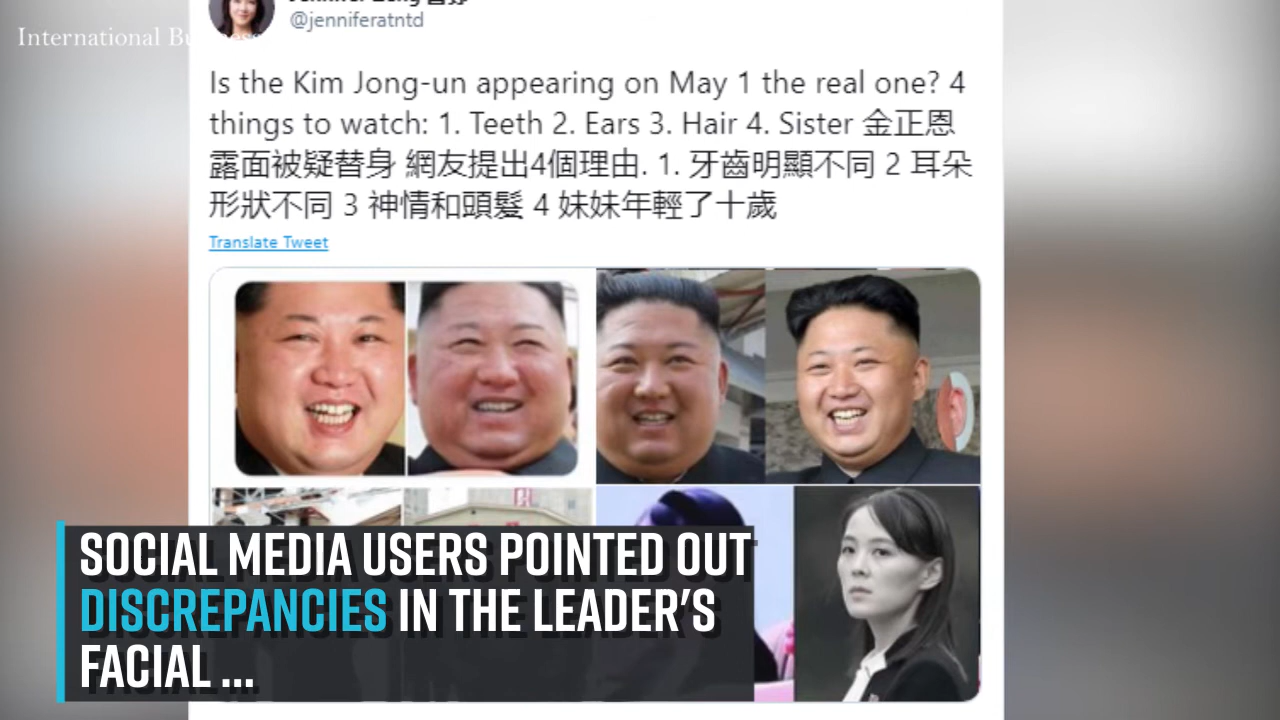 International Bu
@jenniferatntd
Is the Kim Jong-un appearing on May 1 the real one? 4
things to watch: 1. Teeth 2. Ears 3. Hair 4. Sister 金正恩
露面被疑替身 網友提出4個理由. 1. 牙齒明顯不同 2 耳朵
形狀不同 3 神情和頭髮 4 妹妹年輕了十歲
Translate Tweet
SOCIAL MEDIA USERS POINTED OUT
DISCREPANCIES IN THE LEADER'S
FACIAL ...